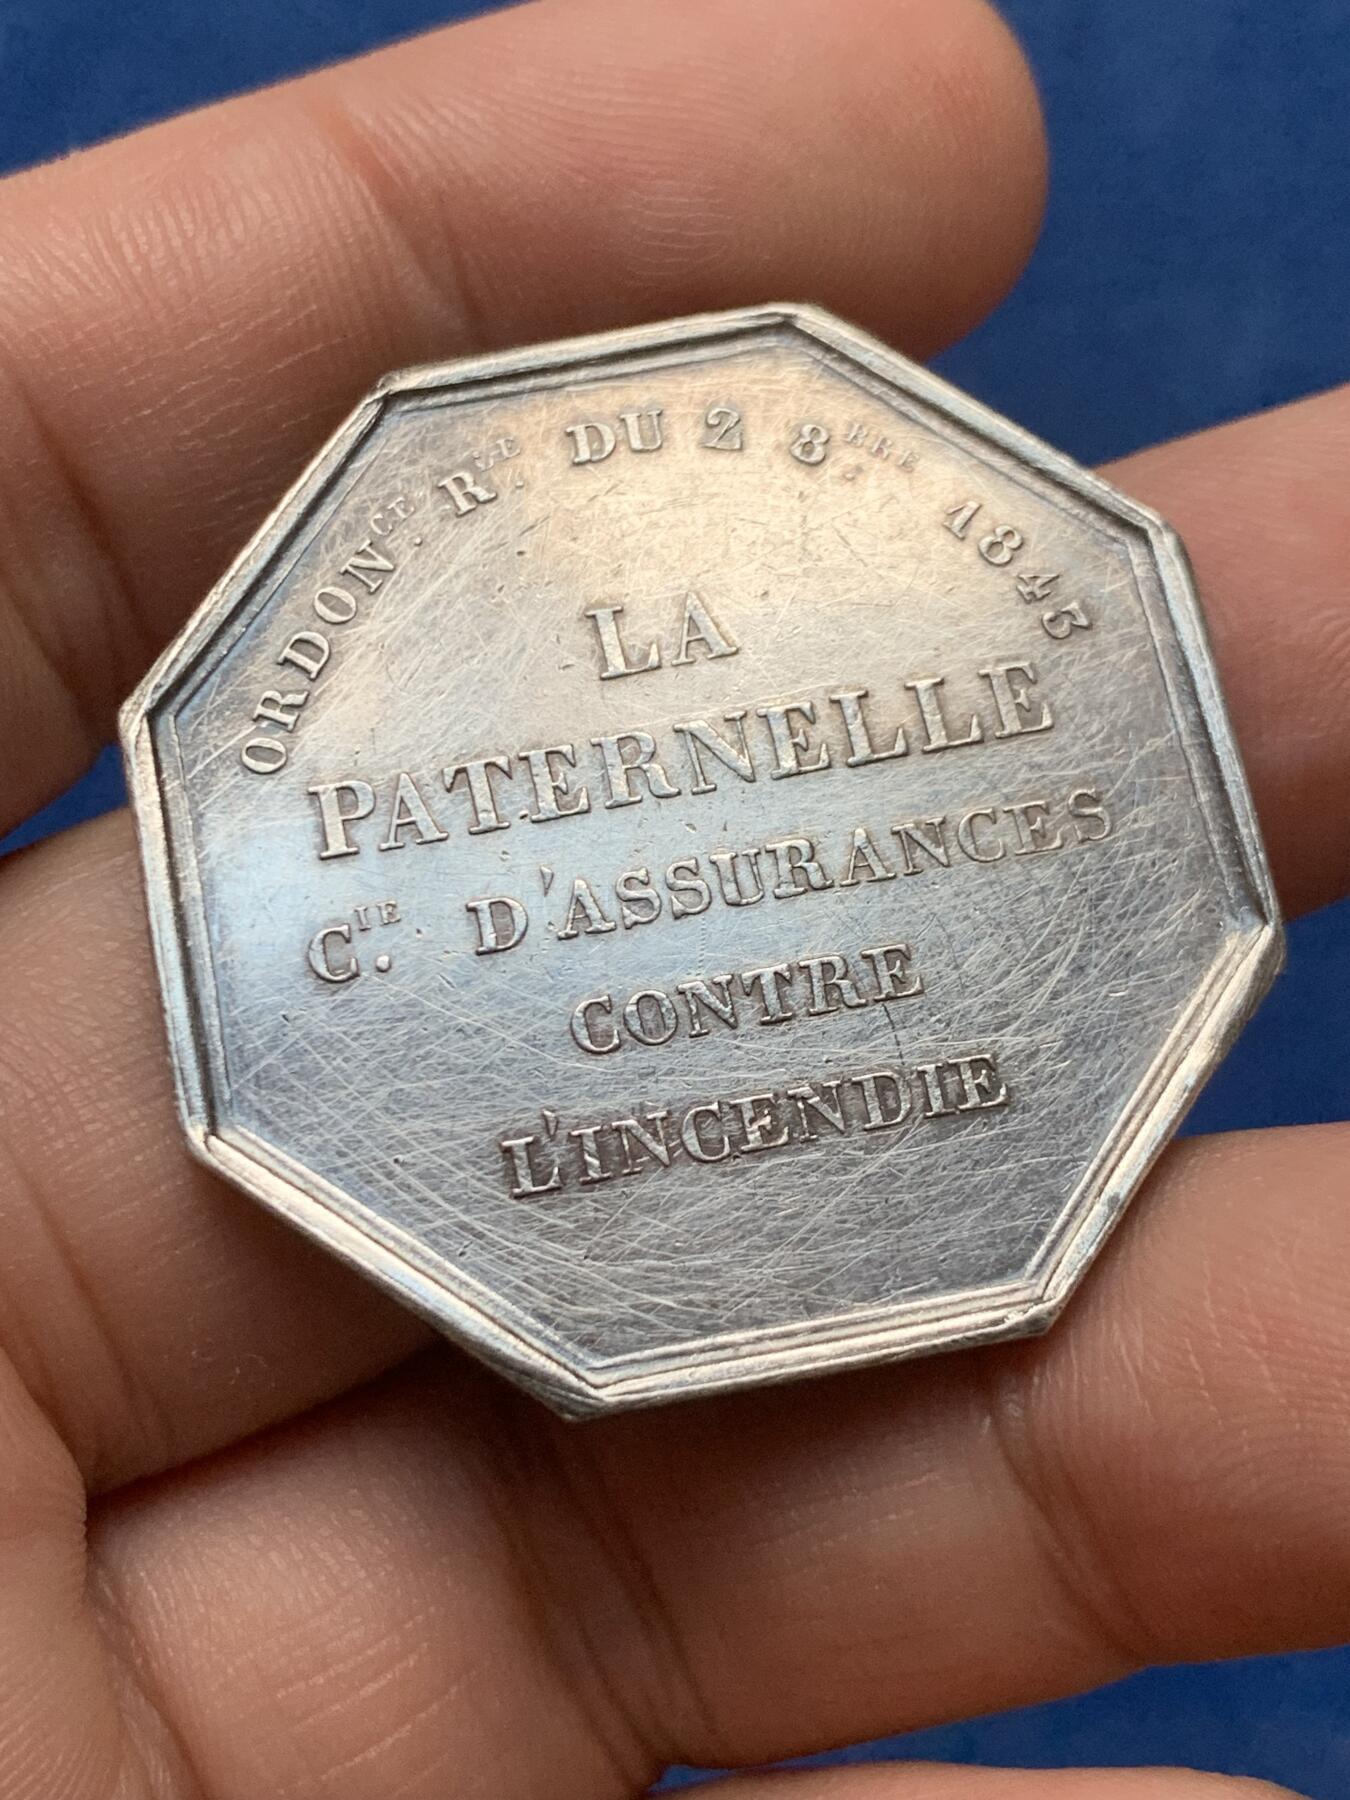 ORDONCE. RLE. DU 2 8BRE. 1843
LA
PATERNELLE
CIE. D'ASSURANCES
CONTRE
L'INCENDIE